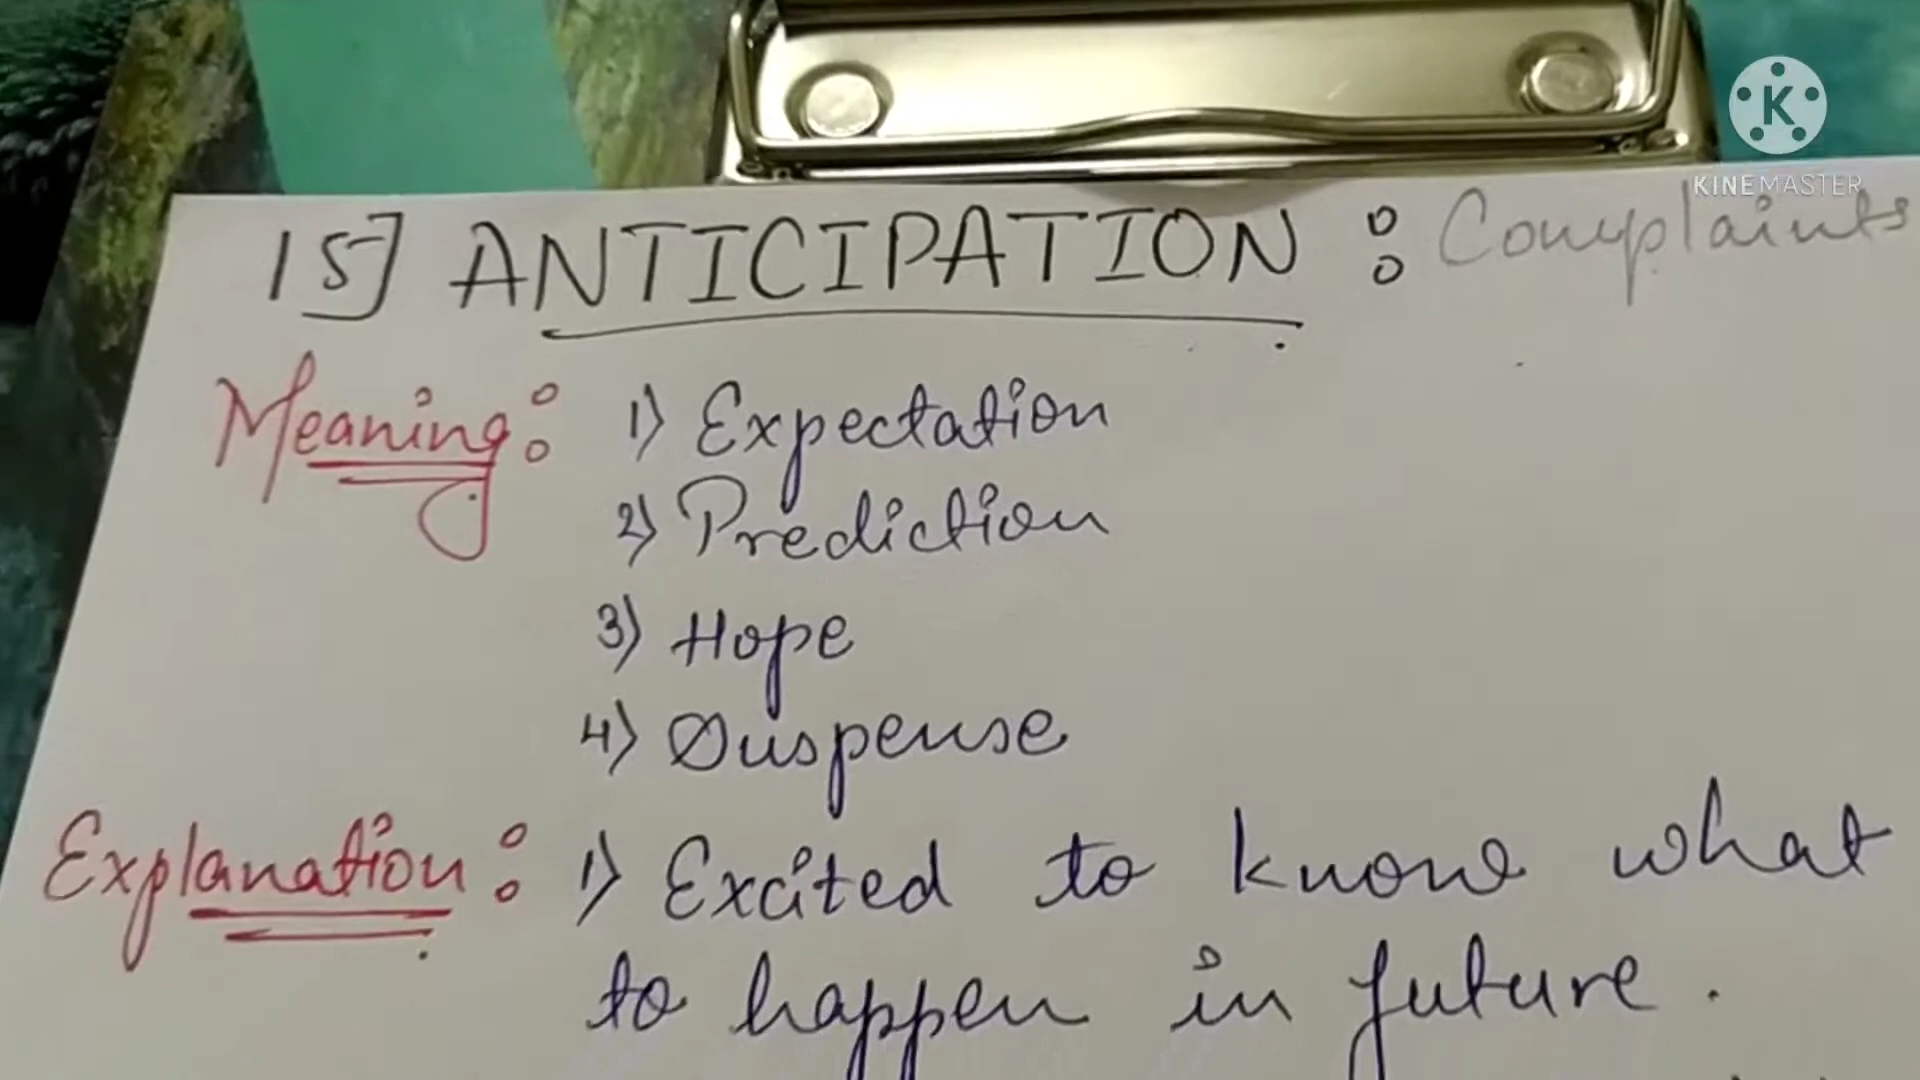 K
KINEMASTER
15] ANTICIPATION : Complaints
Meaning : 1) Expectation
2) Prediction
3) Hope
4) Suspense
Explanation : 1) Excited to know what
to happen in future.